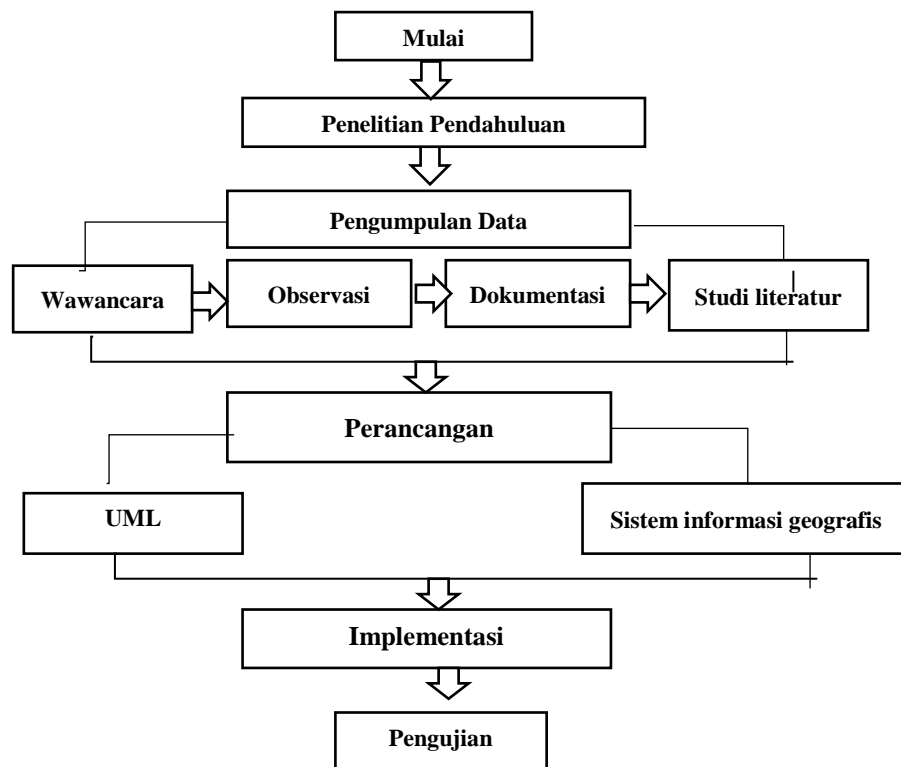 Mulai
Penelitian Pendahuluan
Pengumpulan Data
Wawancara
Observasi
Dokumentasi
Studi literatur
Perancangan
UML
Sistem informasi geografis
Implementasi
Pengujian